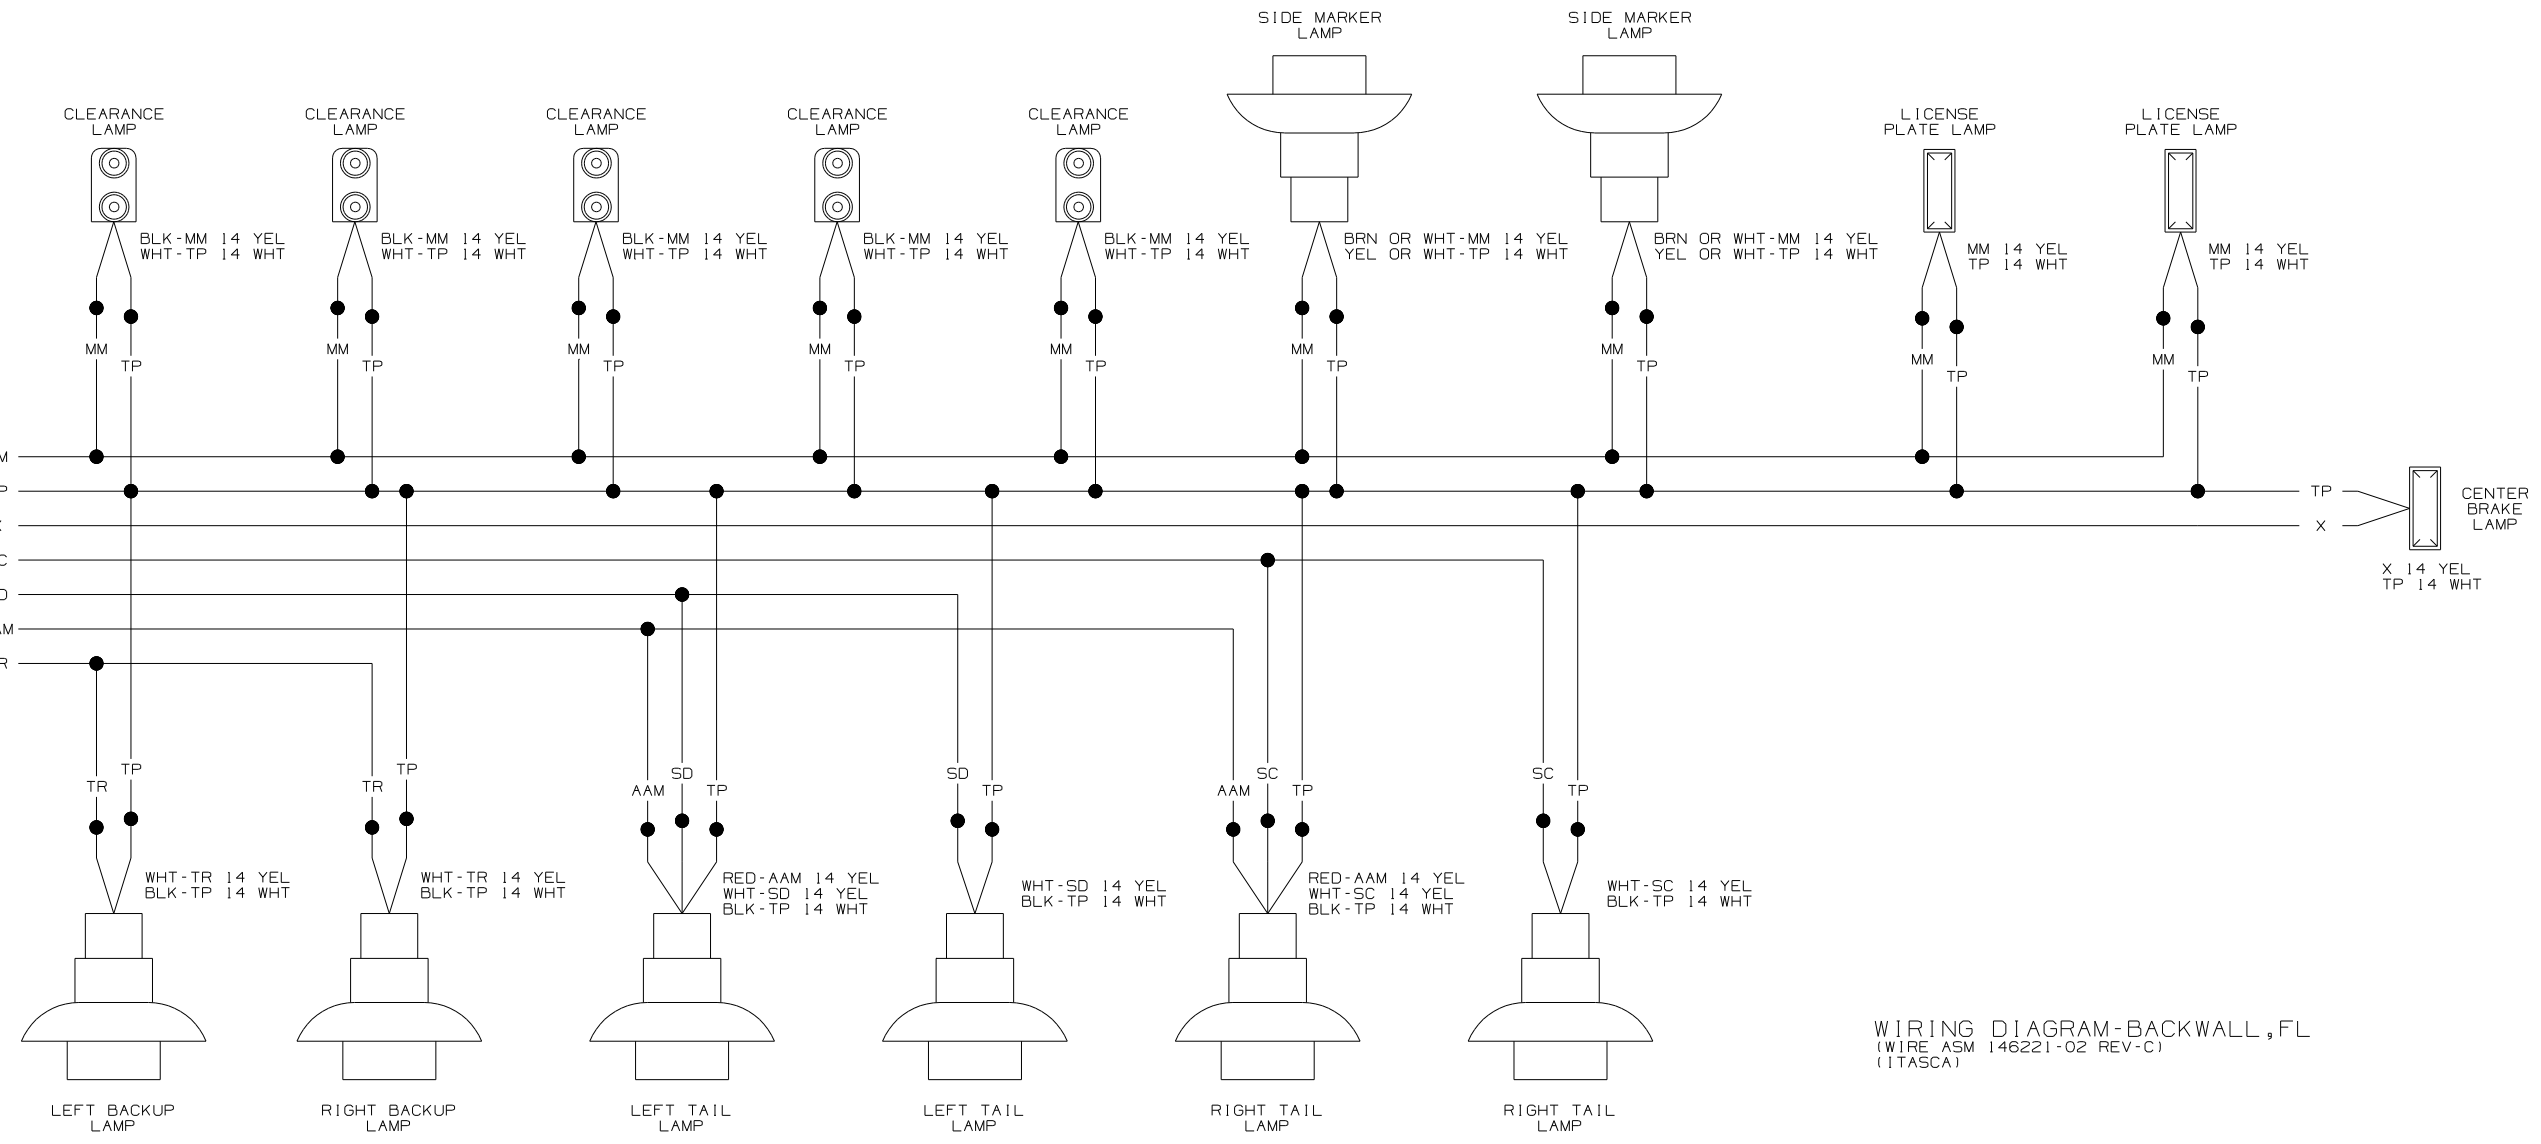 SIDE MARKER
LAMP
SIDE MARKER
LAMP
CLEARANCE
LAMP
CLEARANCE
LAMP
CLEARANCE
LAMP
CLEARANCE
LAMP
CLEARANCE
LAMP
LICENSE
PLATE LAMP
LICENSE
PLATE LAMP
BLK-MM 14 YEL
WHT-TP 14 WHT
BLK-MM 14 YEL
WHT-TP 14 WHT
BLK-MM 14 YEL
WHT-TP 14 WHT
BLK-MM 14 YEL
WHT-TP 14 WHT
BLK-MM 14 YEL
WHT-TP 14 WHT
BRN OR WHT-MM 14 YEL
YEL OR WHT-TP 14 WHT
BRN OR WHT-MM 14 YEL
YEL OR WHT-TP 14 WHT
MM 14 YEL
TP 14 WHT
MM 14 YEL
TP 14 WHT
MM
TP
MM
TP
MM
TP
MM
TP
MM
TP
MM
TP
MM
TP
MM
TP
MM
TP
TP
X
CENTER
BRAKE
LAMP
X 14 YEL
TP 14 WHT
TR
TP
TR
TP
AAM
SD
TP
SD
TP
AAM
SC
TP
SC
TP
WHT-TR 14 YEL
BLK-TP 14 WHT
WHT-TR 14 YEL
BLK-TP 14 WHT
RED-AAM 14 YEL
WHT-SD 14 YEL
BLK-TP 14 WHT
WHT-SD 14 YEL
BLK-TP 14 WHT
RED-AAM 14 YEL
WHT-SC 14 YEL
BLK-TP 14 WHT
WHT-SC 14 YEL
BLK-TP 14 WHT
WIRING DIAGRAM-BACKWALL,FL
(WIRE ASM 146221-02 REV-C)
(ITASCA)
LEFT BACKUP
LAMP
RIGHT BACKUP
LAMP
LEFT TAIL
LAMP
LEFT TAIL
LAMP
RIGHT TAIL
LAMP
RIGHT TAIL
LAMP